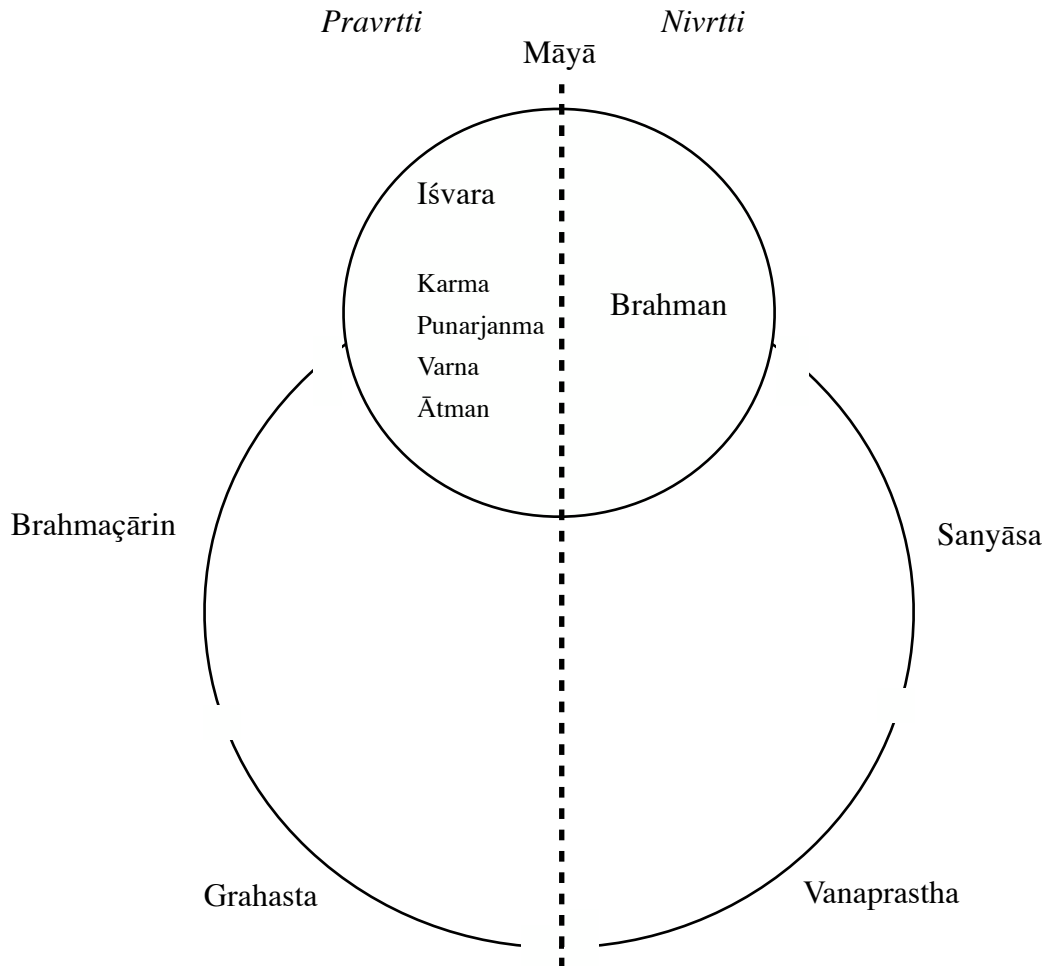 Pravrtti
Nivrtti
Māyā
Iśvara
Karma
Punarjanma
Varna
Ātman
Brahman
Brahmaçārin
Sanyāsa
Grahasta
Vanaprastha